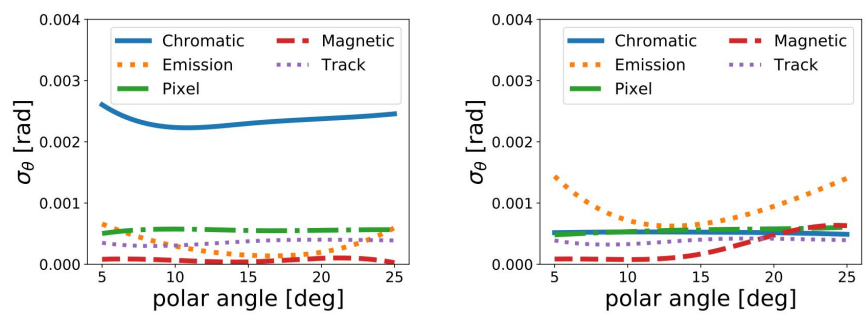 0.004
0.003
0.002
0.001
0.000
σθ [rad]
Chromatic
Emission
Pixel
Magnetic
Track
5
10
15
20
25
polar angle [deg]
0.004
0.003
0.002
0.001
0.000
σθ [rad]
Chromatic
Emission
Pixel
Magnetic
Track
5
10
15
20
25
polar angle [deg]